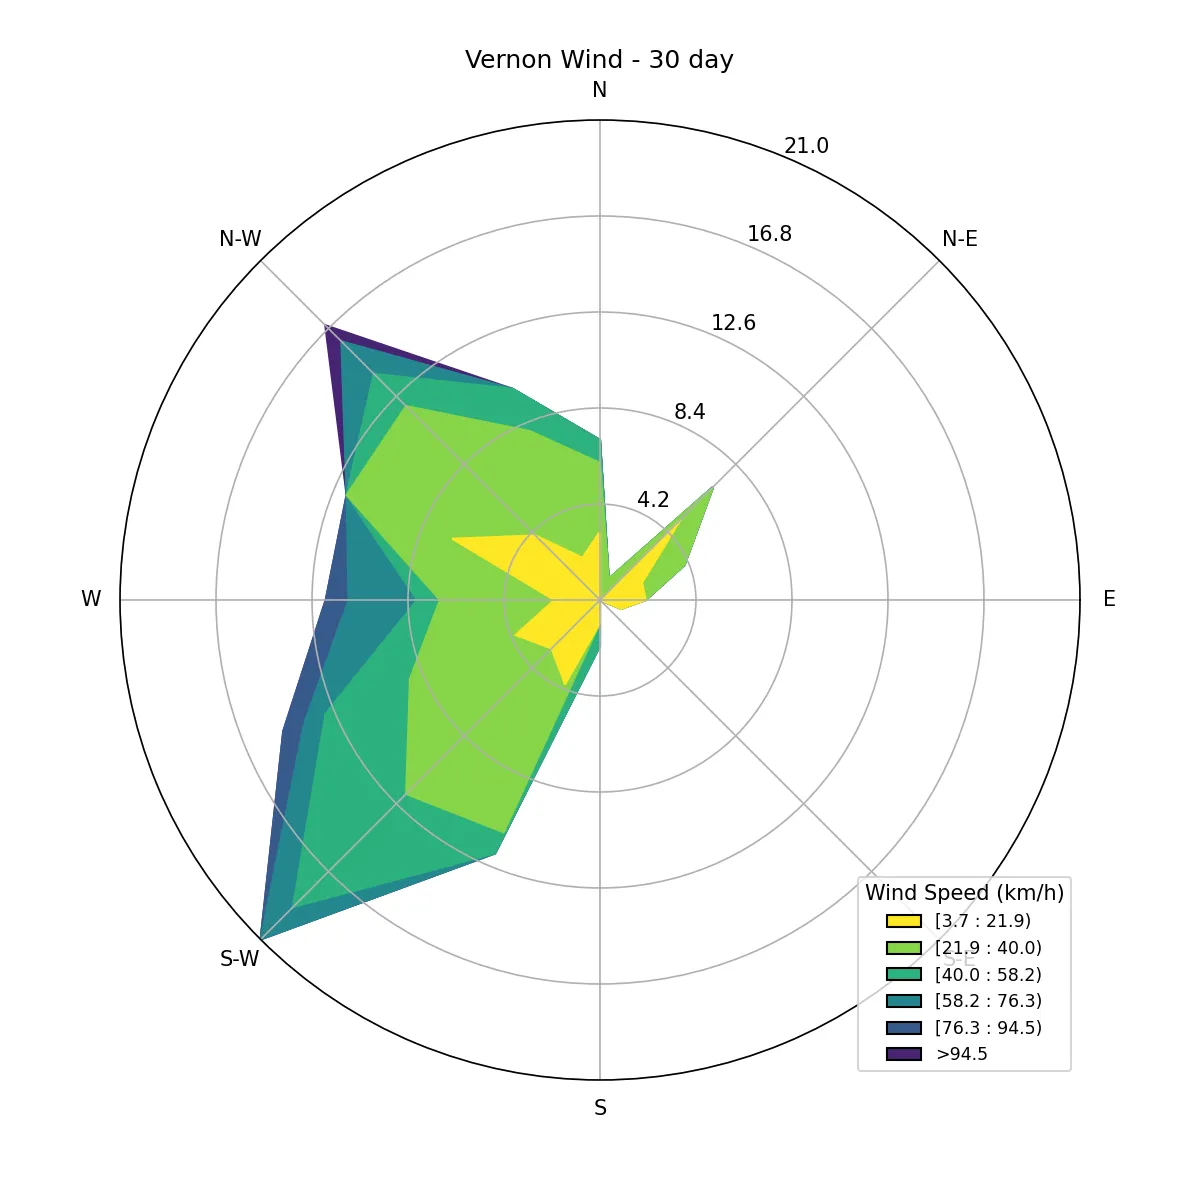 Vernon Wind - 30 day
N
21.0
16.8
N-W
N-E
12.6
8.4
4.2
W
E
S-W
S-E
S
Wind Speed (km/h)
[3.7 : 21.9)
[21.9 : 40.0)
[40.0 : 58.2)
[58.2 : 76.3)
[76.3 : 94.5)
>94.5